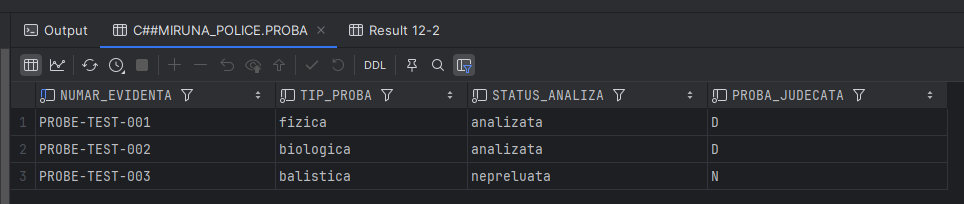 Output C##MIRUNA_POLICE.PROBA Result 12-2
DDL
NUMAR_EVIDENTA TIP_PROBA STATUS_ANALIZA PROBA_JUDECATA
1 PROBE-TEST-001 fizica analizata D
2 PROBE-TEST-002 biologica analizata D
3 PROBE-TEST-003 balistica nepreluata N